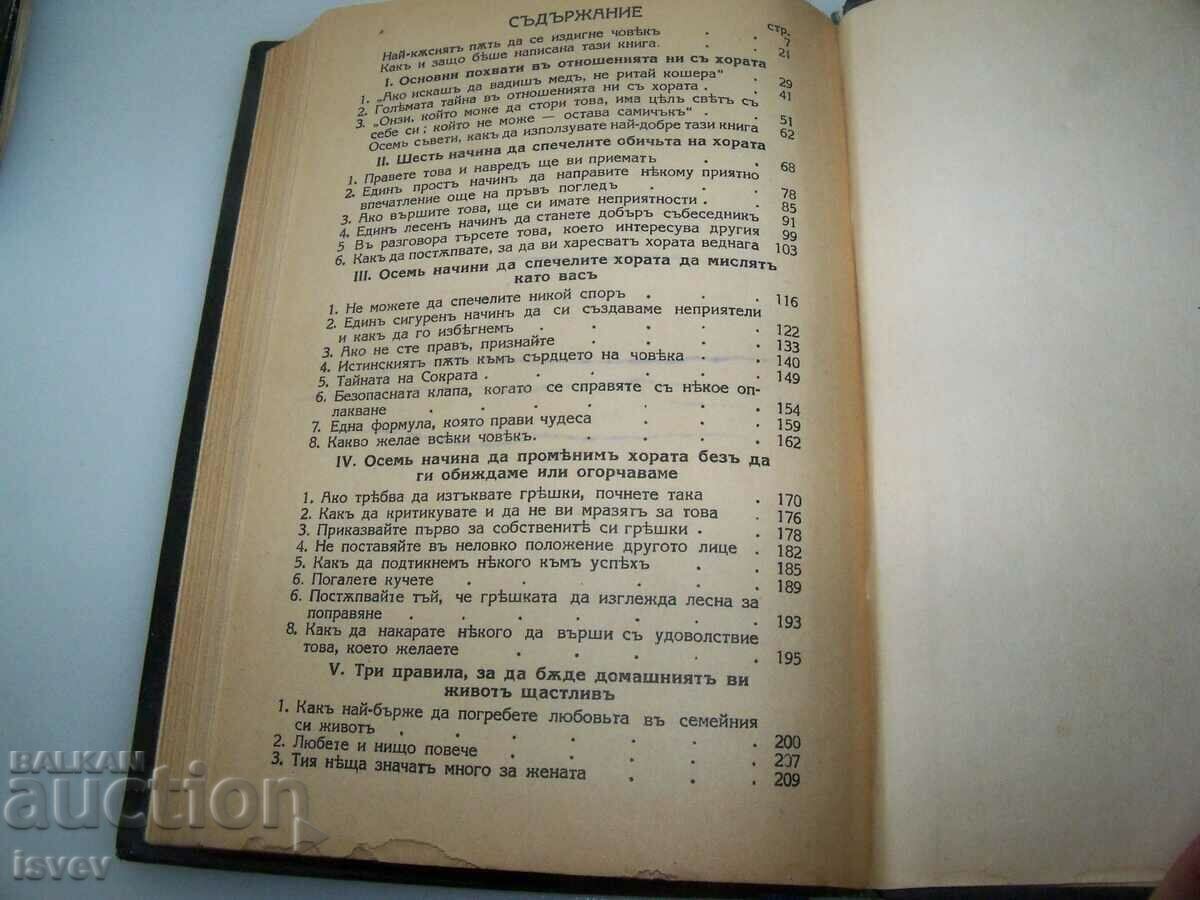 СЪДЪРЖАНИЕ
стр.
Най-кѫсиятъ пѫть да се издигне човѣкъ . . 7
Какъ и защо бѣше написана тази книга. . . 21
I. Основни похвати въ отношенията ни съ хората
1. „Ако искашъ да вадишъ медъ, не ритай кошера“ . 29
2. Голѣмата тайна въ отношенията ни съ хората . . 41
3. „Онзи, който може да стори това, има цѣлъ свѣтъ съ
себе си; който не може — остава самичъкъ“ . . 51
Осемь съвети, какъ да използувате най-добре тази книга 62
II. Шесть начина да спечелите обичьта на хората
1. Правете това и навредъ ще ви приематъ . . 68
2. Единъ простъ начинъ да направите нѣкому приятно
впечатление още на пръвъ погледъ . . . 78
3. Ако вършите това, ще си имате неприятности . . 85
4. Единъ лесенъ начинъ да станете добъръ събеседникъ 91
5 Въ разговора търсете това, което интересува другия 99
6. Какъ да постѫпвате, за да ви харесватъ хората веднага 103
III. Осемь начини да спечелите хората да мислятъ
като васъ
1. Не можете да спечелите никой споръ . . . 116
2. Единъ сигуренъ начинъ да си създаваме неприятели
и какъ да го избѣгнемъ . . . . 122
3. Ако не сте правъ, признайте . . . . 133
4. Истинскиятъ пѫть къмъ сърдцето на човѣка . . 140
5. Тайната на Сократа . . . . . . 149
6. Безопасната клапа, когато се справяте съ нѣкое оп-
лакване . . . . . . . 154
7. Една формула, която прави чудеса . . . 159
8. Какво желае всѣки човѣкъ. . . . . 162
IV. Осемь начина да промѣнимъ хората безъ да
ги обиждаме или огорчаваме
1. Ако трѣбва да изтъквате грѣшки, почнете така . 170
2. Какъ да критикувате и да не ви мразятъ за това . 176
3. Приказвайте първо за собственитѣ си грѣшки . . 178
4. Не поставяйте въ неловко положение другото лице . 182
5. Какъ да подтикнемъ нѣкого къмъ успѣхъ . . 185
6. Погалете кучете . . . . . . 189
6. Постѫпвайте тъй, че грѣшката да изглежда лесна за
поправяне . . . . . . . 193
8. Какъ да накарате нѣкого да върши съ удоволствие
това, което желаете . . . . . 195
V. Три правила, за да бѫде домашниятъ ви
животъ щастливъ
1. Какъ най-бърже да погребете любовьта въ семейния
си животъ . . . . . . . 200
2. Любете и нищо повече . . . . . 207
3. Тия нѣща значатъ много за жената . . . 209
BALKAN
auction
isvev